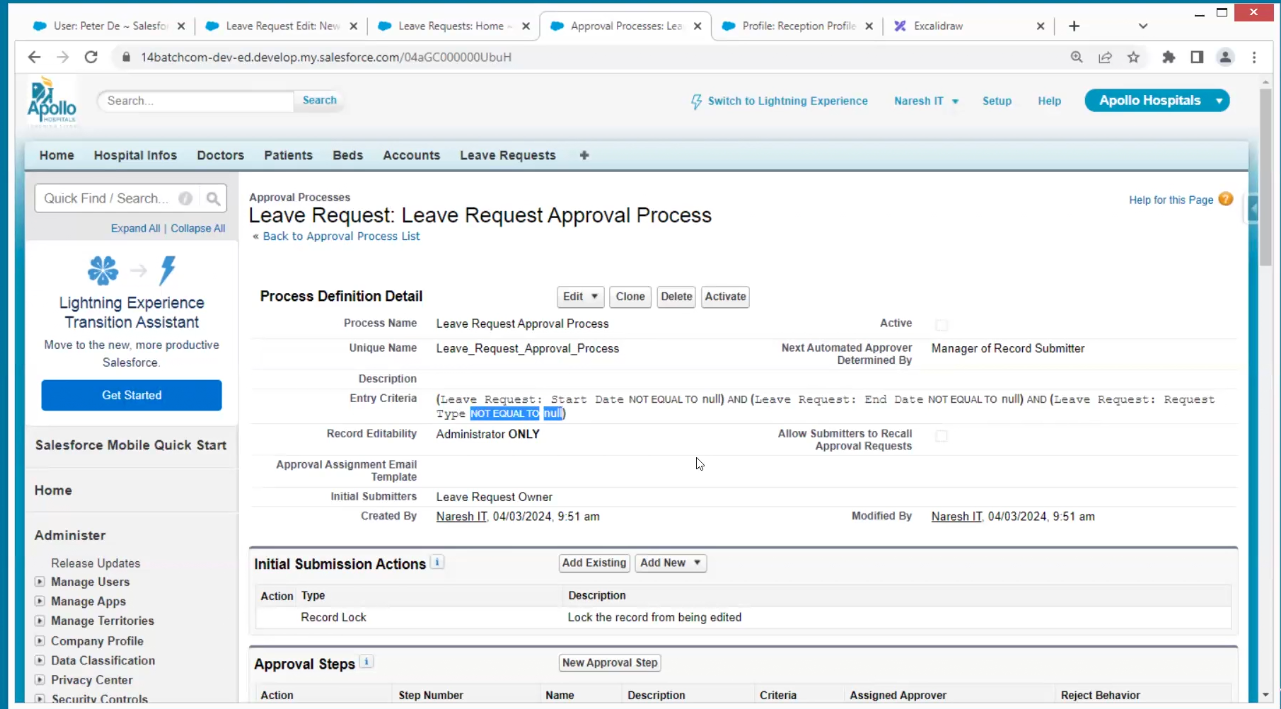 User: Peter De ~ Salesfo
Leave Request Edit: New
Leave Requests: Home ~
Approval Processes: Lea
Profile: Reception Profile
Excalidraw
14batchcom-dev-ed.develop.my.salesforce.com/04aGC000000UbuH
Apollo
HOSPITALS
Search...
Search
Switch to Lightning Experience
Naresh IT
Setup
Help
Apollo Hospitals
Home
Hospital Infos
Doctors
Patients
Beds
Accounts
Leave Requests
+
Quick Find / Search...
Expand All | Collapse All
Lightning Experience
Transition Assistant
Move to the new, more productive
Salesforce.
Get Started
Salesforce Mobile Quick Start
Home
Administer
Release Updates
Manage Users
Manage Apps
Manage Territories
Company Profile
Data Classification
Privacy Center
Security Controls
Approval Processes
Leave Request: Leave Request Approval Process
« Back to Approval Process List
Help for this Page
Process Definition Detail
Edit
Clone
Delete
Activate
Process Name
Leave Request Approval Process
Active
Unique Name
Leave_Request_Approval_Process
Next Automated Approver
Determined By
Manager of Record Submitter
Description
Entry Criteria
(Leave Request: Start Date NOT EQUAL TO null) AND (Leave Request: End Date NOT EQUAL TO null) AND (Leave Request: Request
Type NOT EQUAL TO null)
Record Editability
Administrator ONLY
Allow Submitters to Recall
Approval Requests
Approval Assignment Email
Template
Initial Submitters
Leave Request Owner
Created By
Naresh IT, 04/03/2024, 9:51 am
Modified By
Naresh IT, 04/03/2024, 9:51 am
Initial Submission Actions
Add Existing
Add New
Action
Type
Description
Record Lock
Lock the record from being edited
Approval Steps
New Approval Step
Action
Step Number
Name
Description
Criteria
Assigned Approver
Reject Behavior